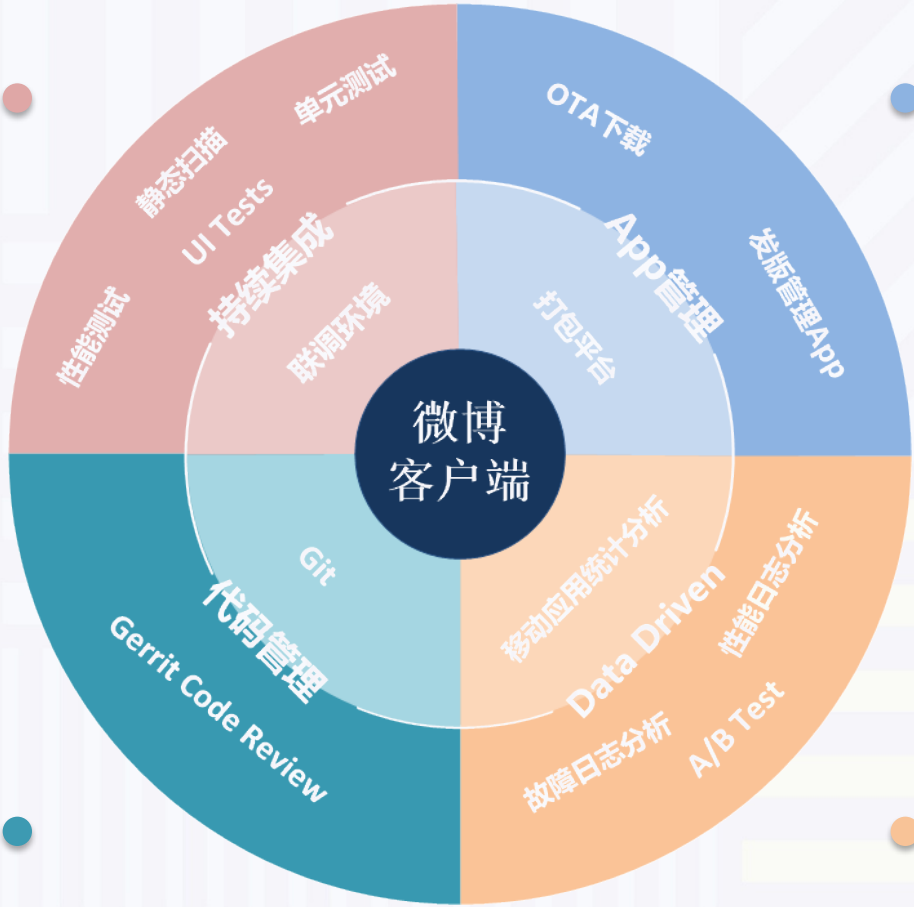 单元测试
静态扫描
UI Tests
性能测试
持续集成
联调环境
OTA下载
发版管理App
App管理
打包平台
微博
客户端
Git
代码管理
Gerrit Code Review
移动应用统计分析
Data Driven
性能日志分析
A/B Test
故障日志分析